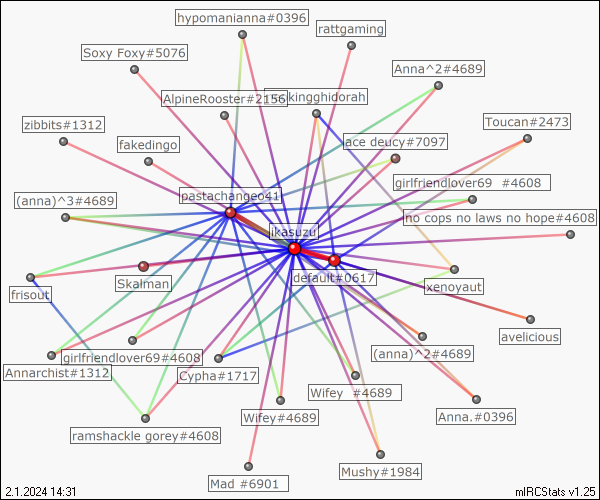 hypomanianna#0396
rattgaming
Soxy Foxy#5076
Anna^2#4689
AlpineRooster#2156
kingghidorah
zibbits#1312
Toucan#2473
fakedingo
ace deucy#7097
girlfriendlover69 #4608
pastachangeo41
(anna)^3#4689
no cops no laws no hope#4608
ikasuzu
default#0617
Skalman
xenoyaut
frisout
avelicious
girlfriendlover69#4608
(anna)^2#4689
Annarchist#1312
Cypha#1717
Wifey #4689
Wifey#4689
Anna.#0396
ramshackle gorey#4608
Mushy#1984
Mad #6901
2.1.2024 14:31
mIRCStats v1.25